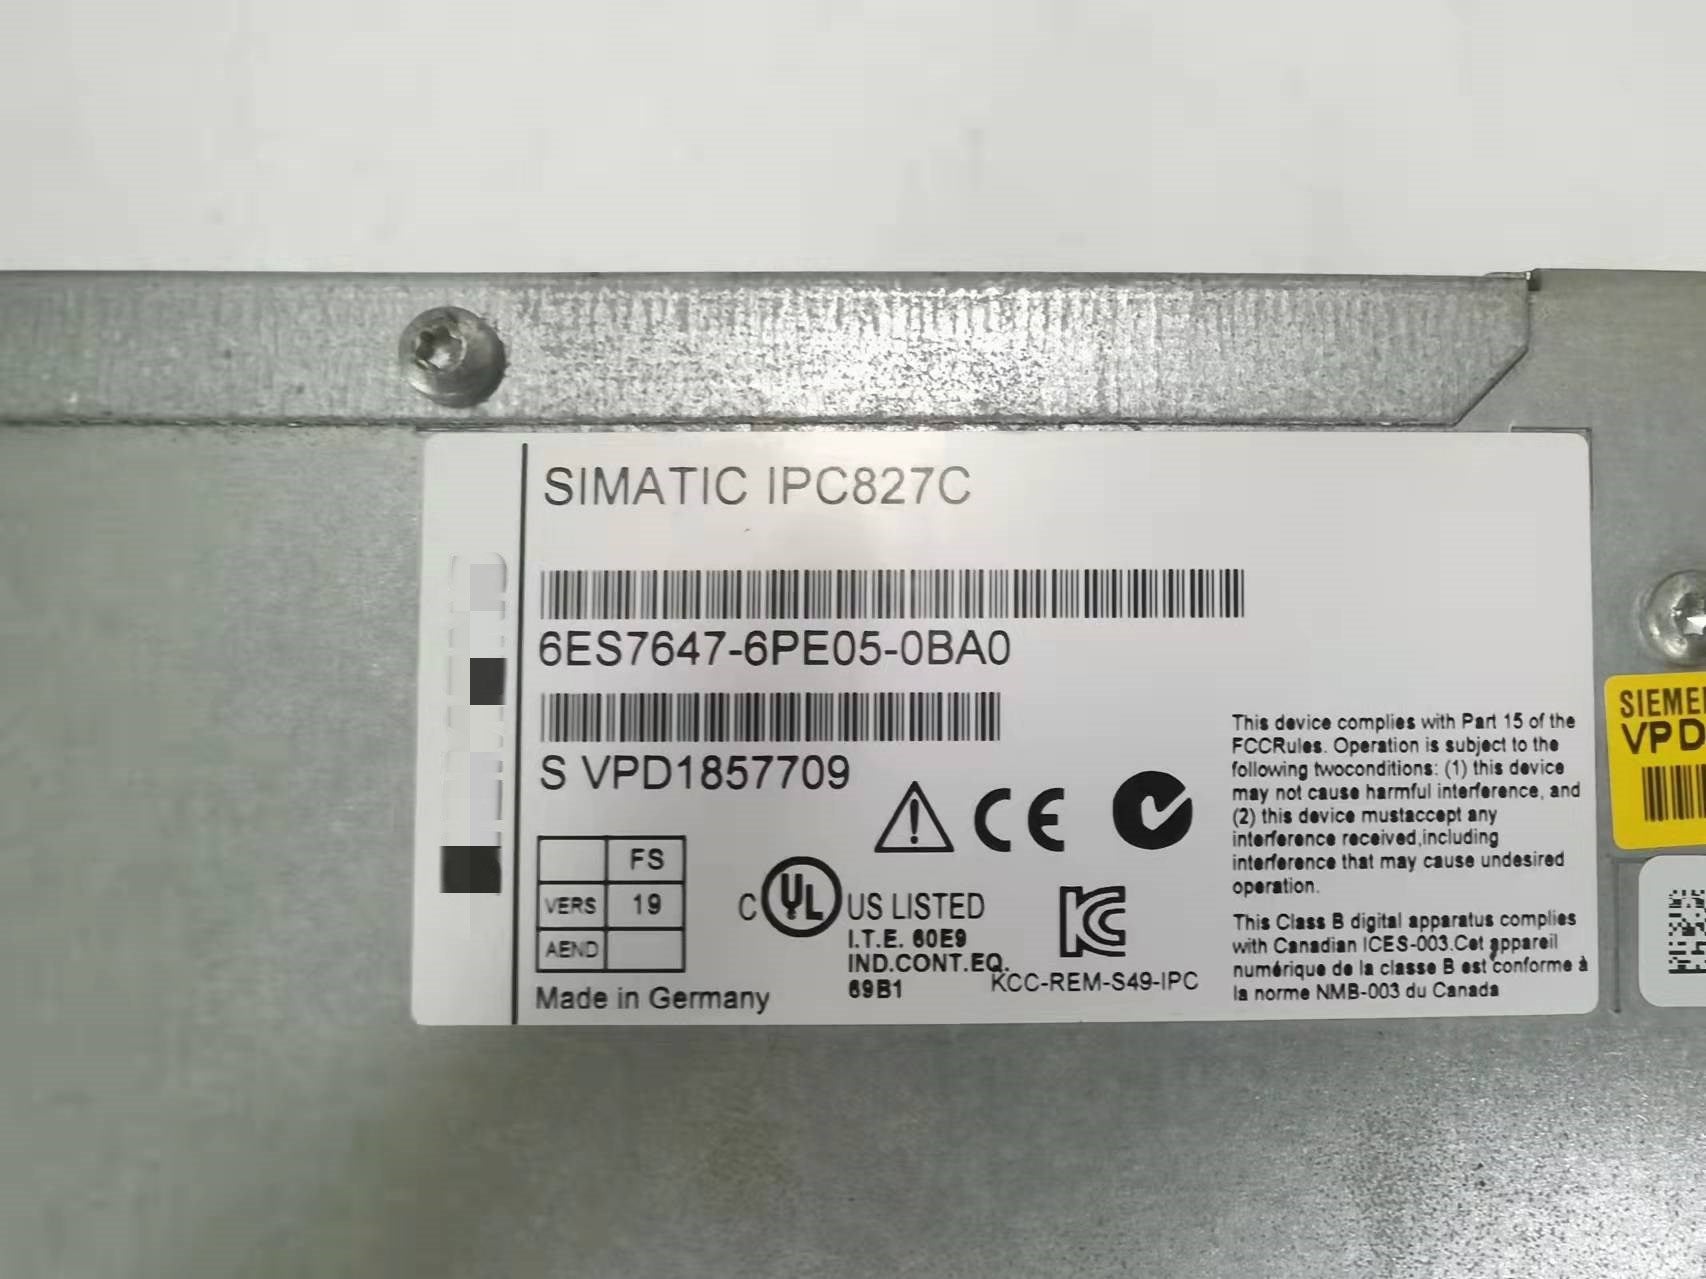 SIMATIC IPC827C
6ES7647-6PE05-0BA0
S VPD1857709
FS
VERS 19
AEND
Made in Germany
CE
C UL US LISTED
I.T.E. 60E9
IND.CONT.EQ.
69B1
KCC-REM-S49-IPC
This device complies with Part 15 of the
FCCRules. Operation is subject to the
following twoconditions: (1) this device
may not cause harmful interference, and
(2) this device mustaccept any
interference received,including
interference that may cause undesired
operation.
This Class B digital apparatus complies
with Canadian ICES-003.Cet appareil
numérique de la classe B est conforme à
la norme NMB-003 du Canada
SIEME
VPD